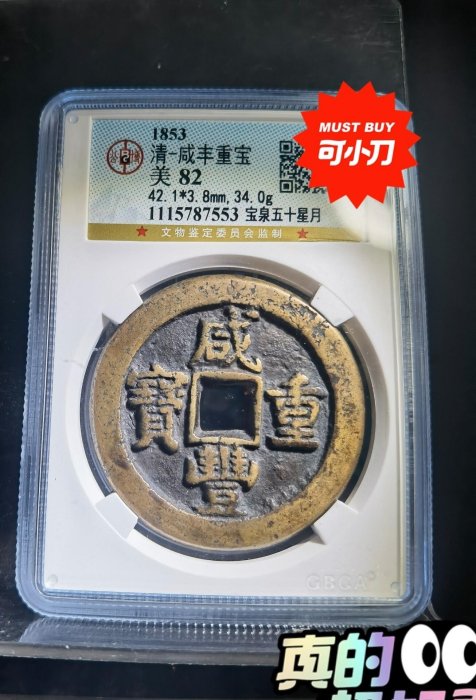 MUST BUY
可小刀
1853
清-咸丰重宝
美 82
42.1*3.8mm,34.0g
1115787553 宝泉五十星月
★ 文物鉴定委员会监制 ★
咸
寶 重
豐
GBCA
真的